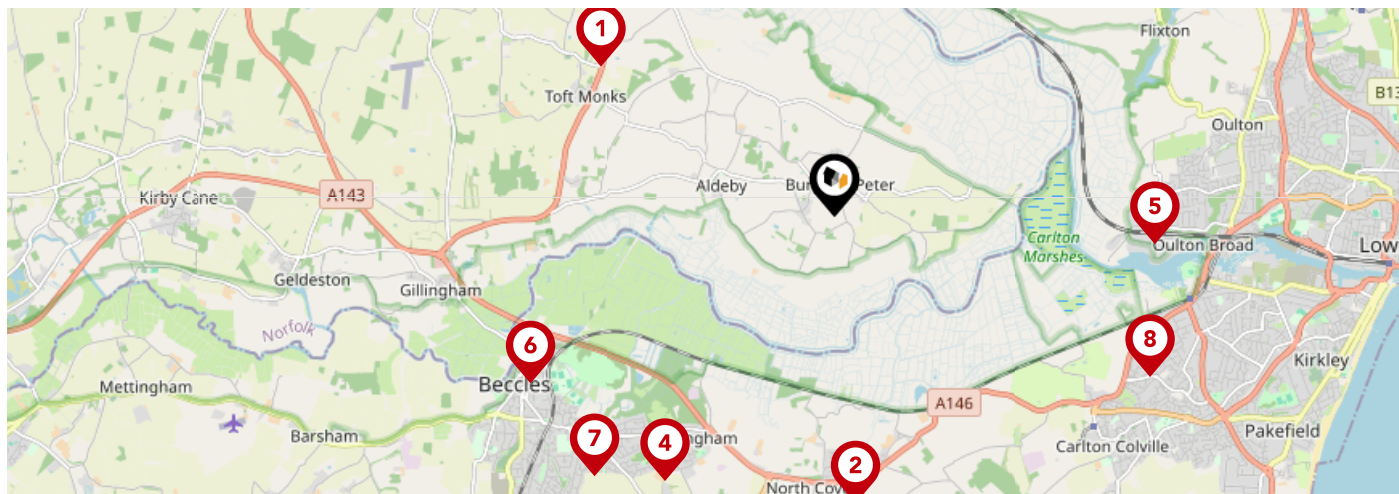 Flixton
B13
1
Toft Monks
Oulton
Kirby Cane
A143
Aldeby
Peter
5
Oulton Broad
Low
Carlton
Marshes
Geldeston
Gillingham
Norfolk
6
8
Kirkley
Mettingham
Beccles
A146
Barsham
7
4
ngham
2
North Cov
Carlton Colville
Pakefield